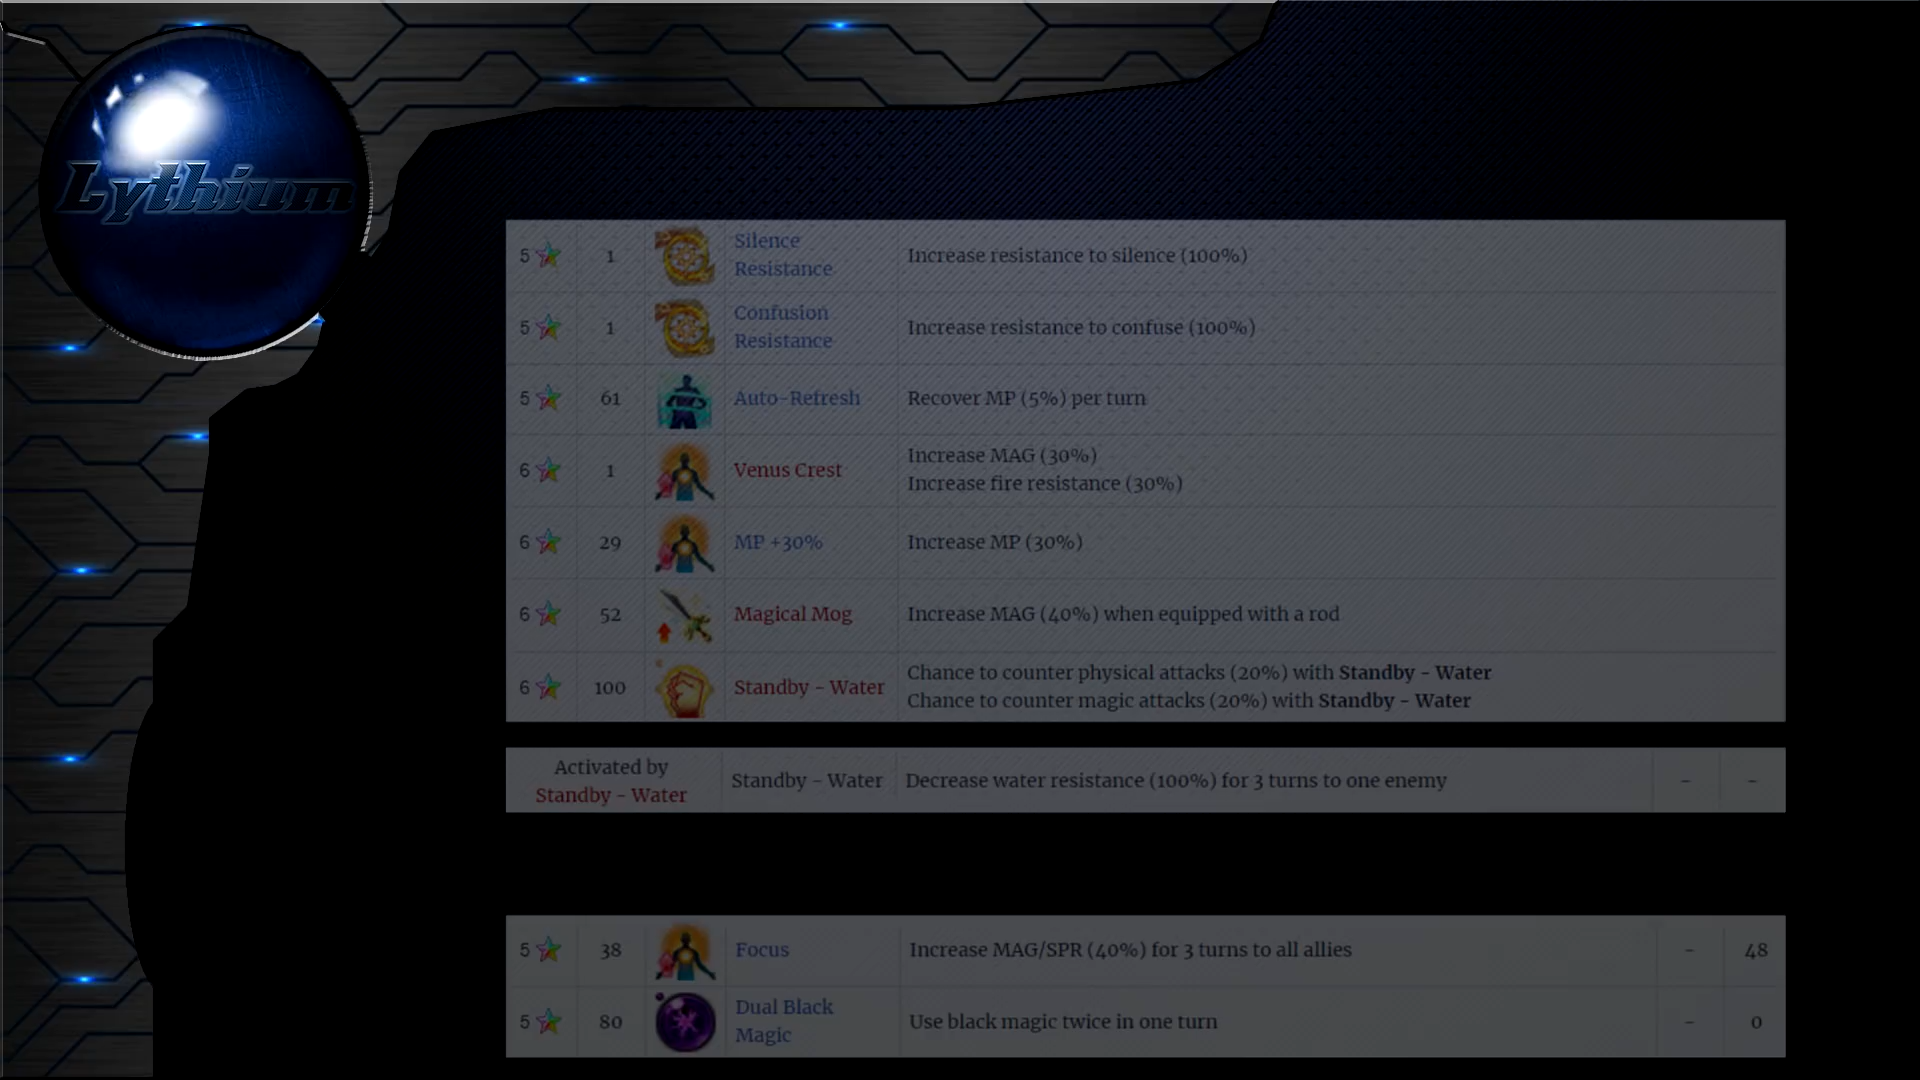 Lythium
5 1 Silence Resistance Increase resistance to silence (100%)
5 1 Confusion Resistance Increase resistance to confuse (100%)
5 61 Auto-Refresh Recover MP (5%) per turn
6 1 Venus Crest Increase MAG (30%)
Increase fire resistance (30%)
6 29 MP +30% Increase MP (30%)
6 52 Magical Mog Increase MAG (40%) when equipped with a rod
6 100 Standby - Water Chance to counter physical attacks (20%) with Standby - Water
Chance to counter magic attacks (20%) with Standby - Water
Activated by
Standby - Water Standby - Water Decrease water resistance (100%) for 3 turns to one enemy - -
5 38 Focus Increase MAG/SPR (40%) for 3 turns to all allies - 48
5 80 Dual Black Magic Use black magic twice in one turn - 0